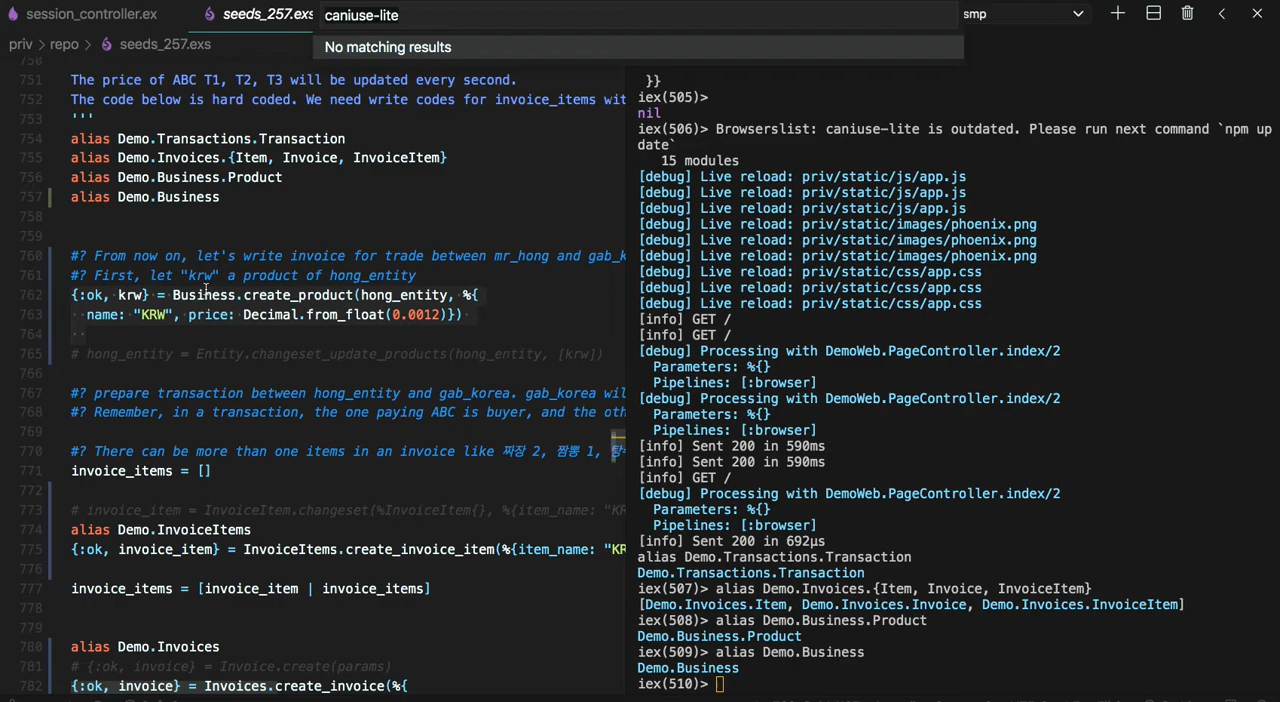 session_controller.ex
seeds_257.exs
caniuse-lite
smp
priv > repo > seeds_257.exs
No matching results
750
751 The price of ABC T1, T2, T3 will be updated every second.
752 The code below is hard coded. We need write codes for invoice_items wit
753 '''
754 alias Demo.Transactions.Transaction
755 alias Demo.Invoices.{Item, Invoice, InvoiceItem}
756 alias Demo.Business.Product
757 alias Demo.Business
758
759
760 #? From now on, let's write invoice for trade between mr_hong and gab_k
761 #? First, let "krw" a product of hong_entity
762 {:ok, krw} = Business.create_product(hong_entity, %{
763 name: "KRW", price: Decimal.from_float(0.0012)})
764
765 # hong_entity = Entity.changeset_update_products(hong_entity, [krw])
766
767 #? prepare transaction between hong_entity and gab_korea. gab_korea wil
768 #? Remember, in a transaction, the one paying ABC is buyer, and the oth
769
770 #? There can be more than one items in an invoice like 짜장 2, 짬뽕 1,
771 invoice_items = []
772
773 # invoice_item = InvoiceItem.changeset(%InvoiceItem{}, %{item_name: "KR
774 alias Demo.InvoiceItems
775 {:ok, invoice_item} = InvoiceItems.create_invoice_item(%{item_name: "KR
776
777 invoice_items = [invoice_item | invoice_items]
778
779
780 alias Demo.Invoices
781 # {:ok, invoice} = Invoice.create(params)
782 {:ok, invoice} = Invoices.create_invoice(%{
}}
iex(505)>
nil
iex(506)> Browserslist: caniuse-lite is outdated. Please run next command `npm up
date`
15 modules
[debug] Live reload: priv/static/js/app.js
[debug] Live reload: priv/static/js/app.js
[debug] Live reload: priv/static/js/app.js
[debug] Live reload: priv/static/images/phoenix.png
[debug] Live reload: priv/static/images/phoenix.png
[debug] Live reload: priv/static/images/phoenix.png
[debug] Live reload: priv/static/css/app.css
[debug] Live reload: priv/static/css/app.css
[debug] Live reload: priv/static/css/app.css
[info] GET /
[info] GET /
[debug] Processing with DemoWeb.PageController.index/2
Parameters: %{}
Pipelines: [:browser]
[debug] Processing with DemoWeb.PageController.index/2
Parameters: %{}
Pipelines: [:browser]
[info] Sent 200 in 590ms
[info] Sent 200 in 590ms
[info] GET /
[debug] Processing with DemoWeb.PageController.index/2
Parameters: %{}
Pipelines: [:browser]
[info] Sent 200 in 692µs
alias Demo.Transactions.Transaction
Demo.Transactions.Transaction
iex(507)> alias Demo.Invoices.{Item, Invoice, InvoiceItem}
[Demo.Invoices.Item, Demo.Invoices.Invoice, Demo.Invoices.InvoiceItem]
iex(508)> alias Demo.Business.Product
Demo.Business.Product
iex(509)> alias Demo.Business
Demo.Business
iex(510)>